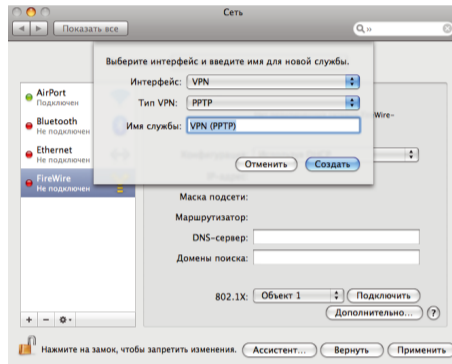 Сеть
Показать все
Выберите интерфейс и введите имя для новой службы.
Интерфейс: VPN
Тип VPN: PPTP
Имя службы: VPN (PPTP)
Отменить
Создать
AirPort
Подключен
Bluetooth
Не подключен
Ethernet
Не подключен
FireWire
Не подключен
Wire-
Маска подсети:
Маршрутизатор:
DNS-сервер:
Домены поиска:
802.1X: Объект 1
Подключить
Дополнительно...
?
Нажмите на замок, чтобы запретить изменения.
Ассистент...
Вернуть
Применить